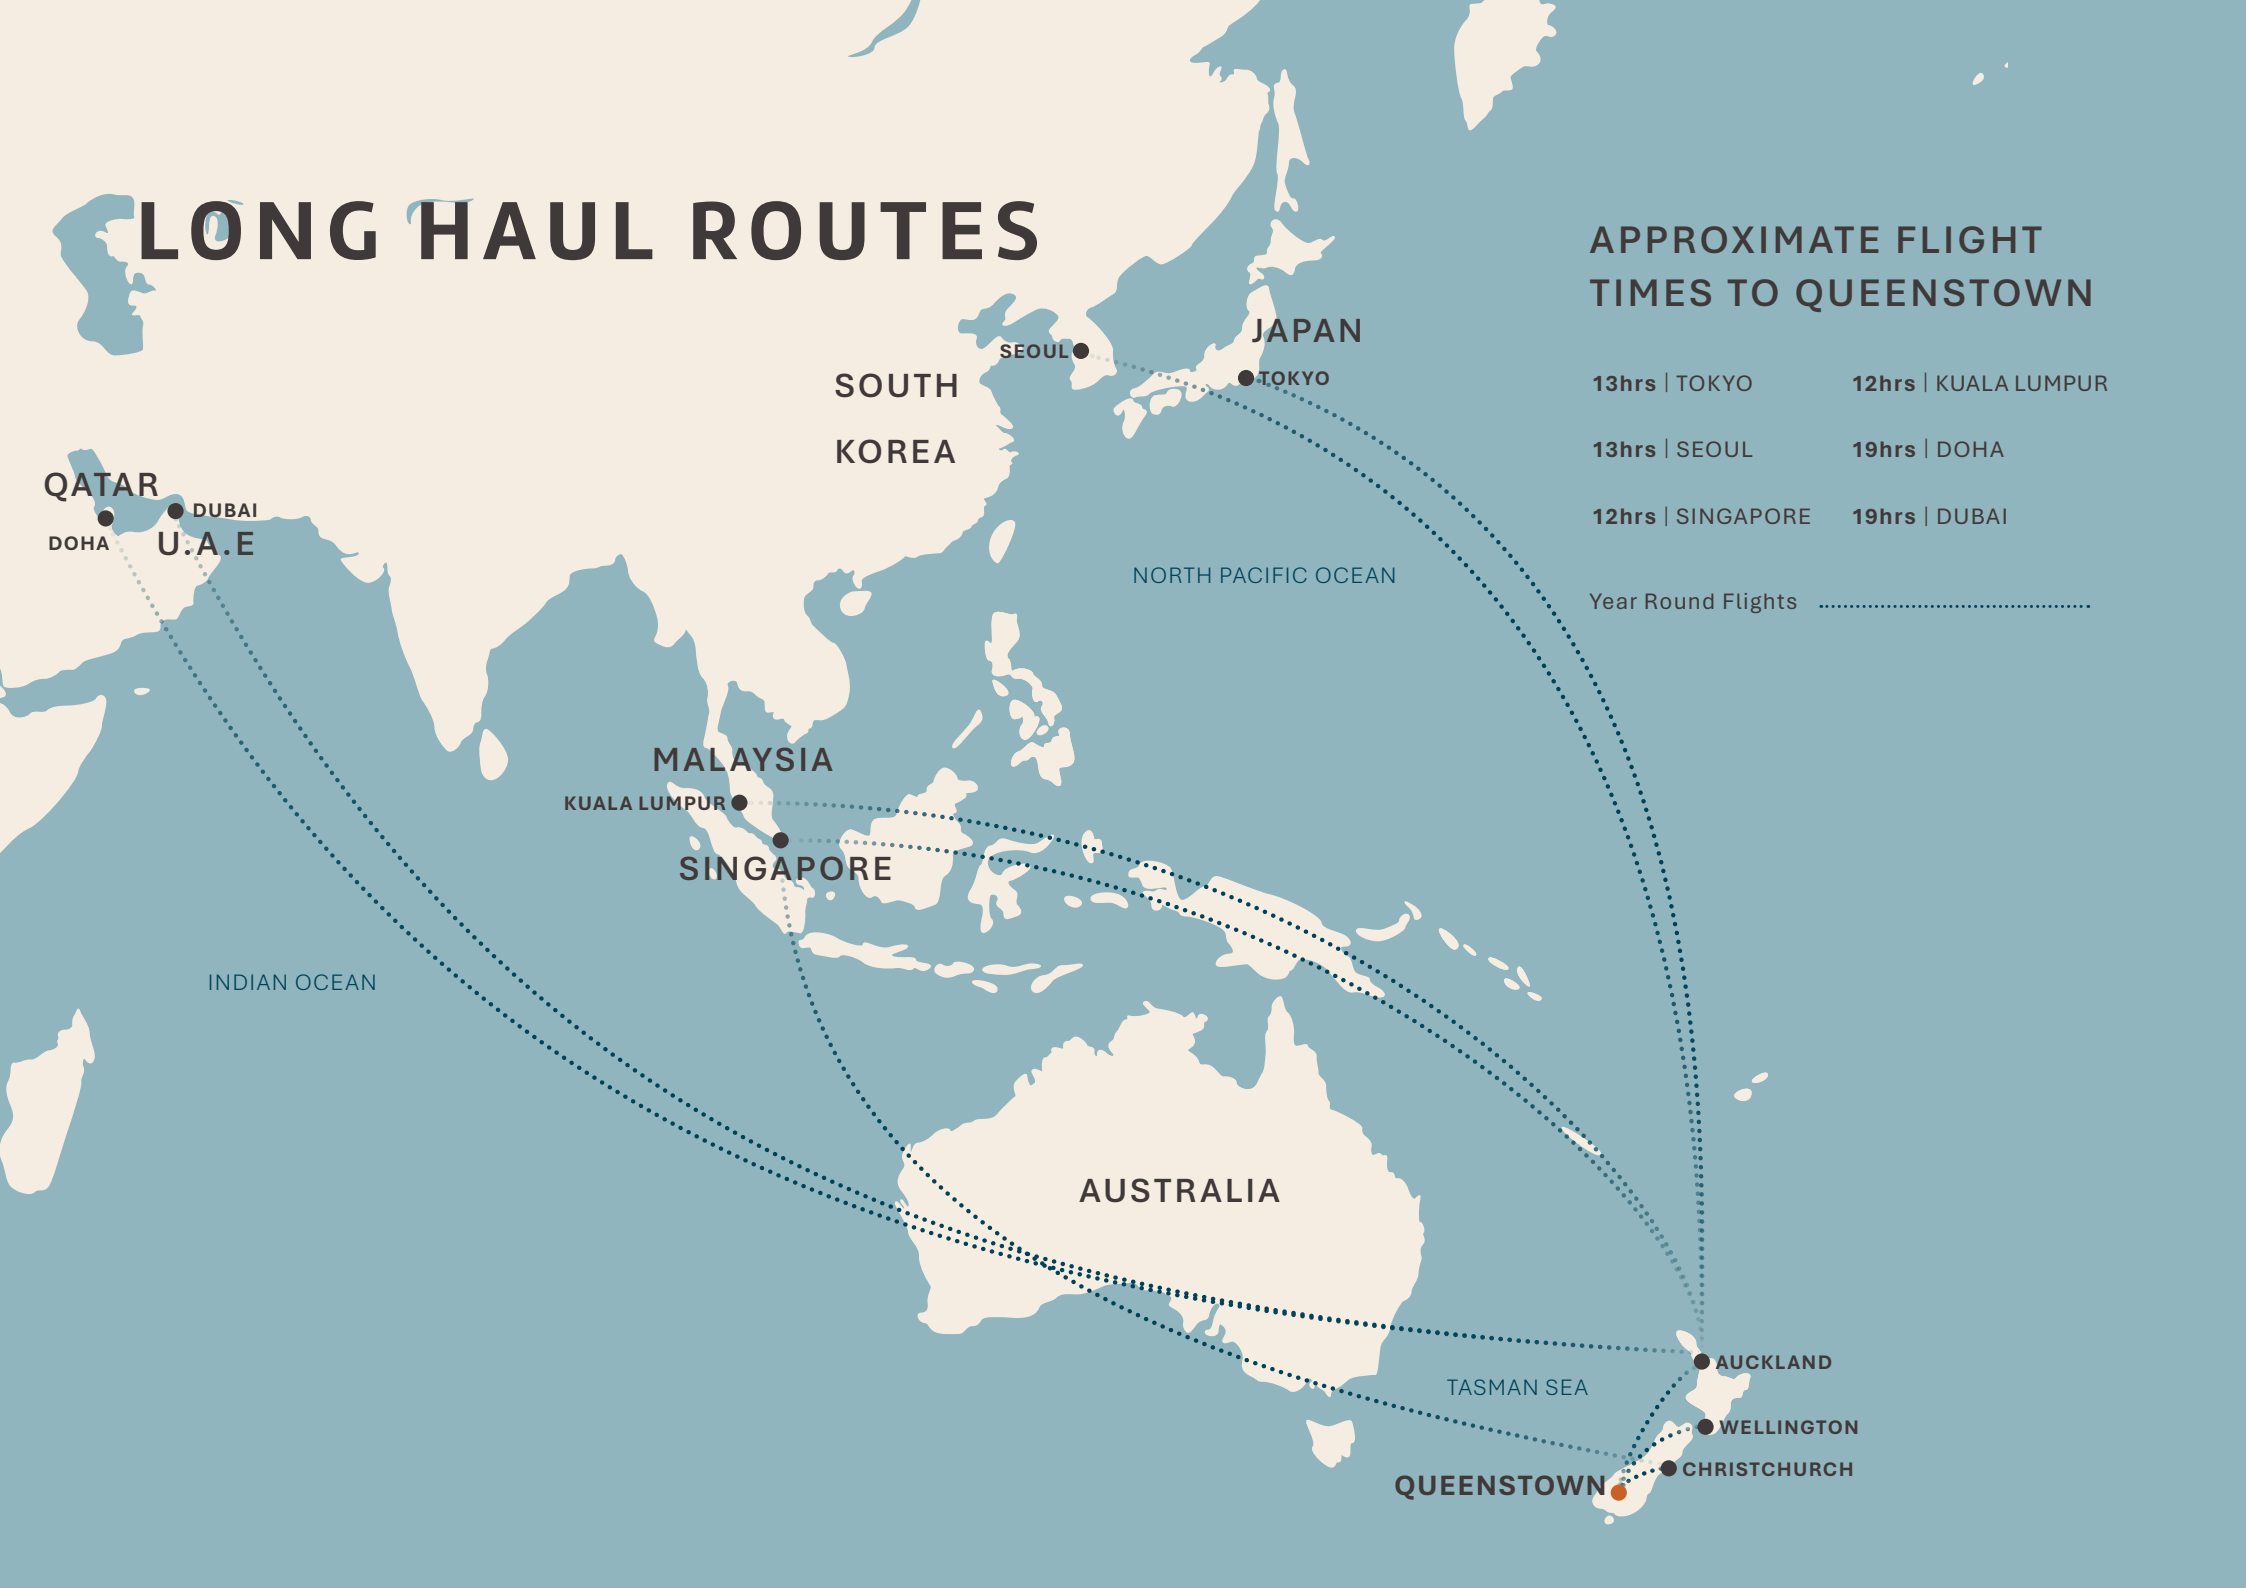 LONG HAUL ROUTES
APPROXIMATE FLIGHT
TIMES TO QUEENSTOWN
13hrs | TOKYO
12hrs | KUALA LUMPUR
13hrs | SEOUL
19hrs | DOHA
12hrs | SINGAPORE
19hrs | DUBAI
Year Round Flights
JAPAN
SEOUL
TOKYO
SOUTH
KOREA
QATAR
DUBAI
DOHA
U.A.E
NORTH PACIFIC OCEAN
MALAYSIA
KUALA LUMPUR
SINGAPORE
INDIAN OCEAN
AUSTRALIA
AUCKLAND
TASMAN SEA
WELLINGTON
CHRISTCHURCH
QUEENSTOWN